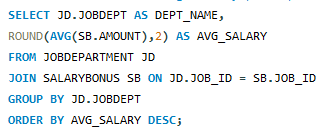 SELECT JD.JOBDEPT AS DEPT_NAME,
ROUND(AVG(SB.AMOUNT),2) AS AVG_SALARY
FROM JOBDEPARTMENT JD
JOIN SALARYBONUS SB ON JD.JOB_ID = SB.JOB_ID
GROUP BY JD.JOBDEPT
ORDER BY AVG_SALARY DESC;